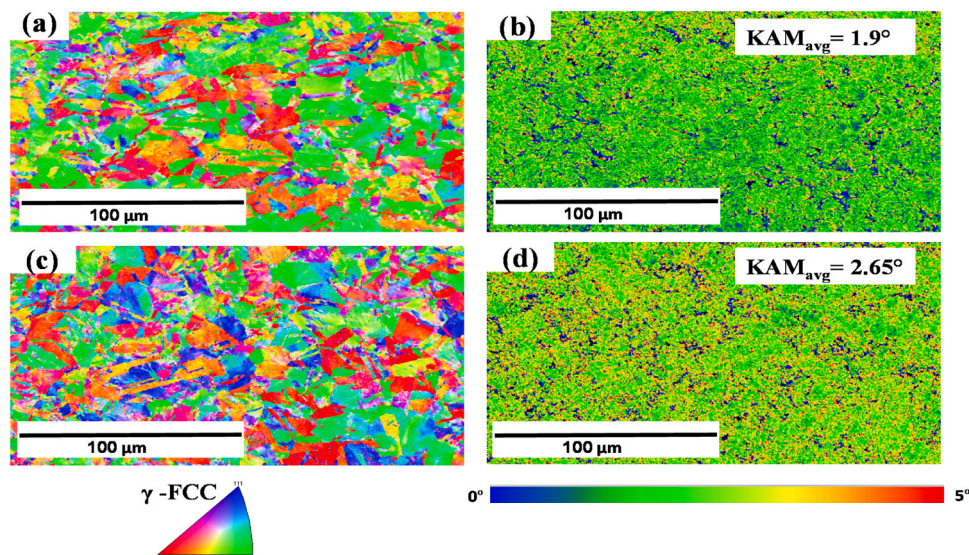 (a)
(b)
KAMavg= 1.9°
100 µm
100 µm
(c)
(d)
KAMavg= 2.65°
100 µm
100 µm
γ -FCC
111
0°
5°